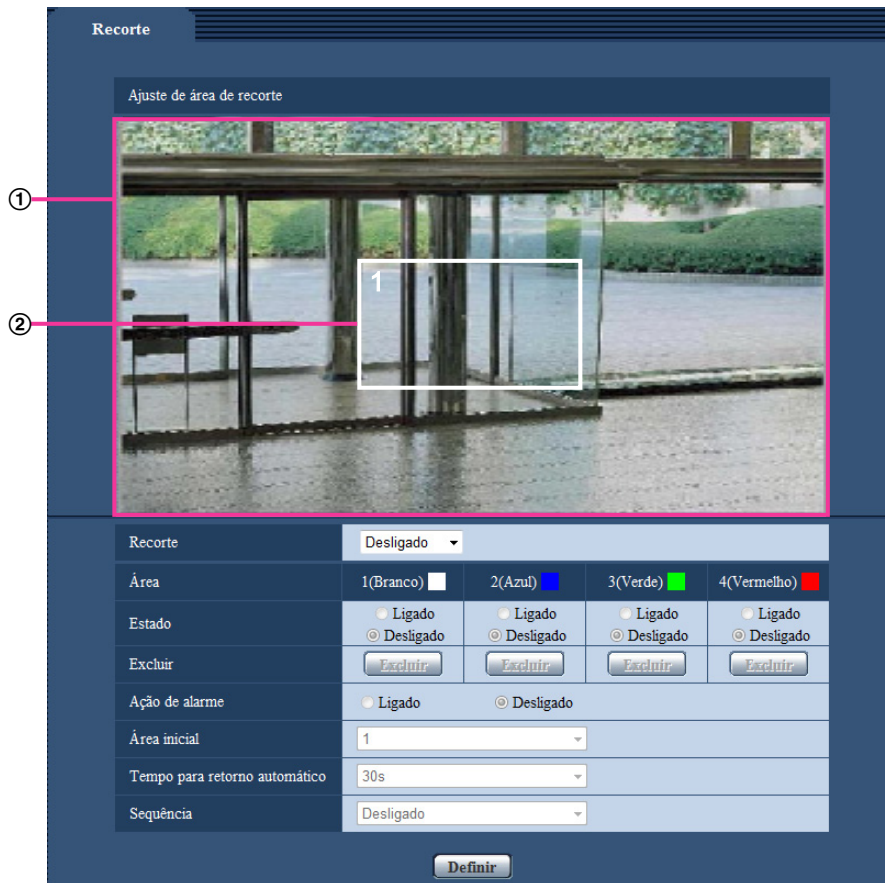 Recorte
Ajuste de área de recorte
①
1
②
Recorte Desligado
Área 1(Branco) 2(Azul) 3(Verde) 4(Vermelho)
Estado Ligado Ligado Ligado Ligado
Desligado Desligado Desligado Desligado
Excluir Excluir Excluir Excluir Excluir
Ação de alarme Ligado Desligado
Área inicial 1
Tempo para retorno automático 30s
Sequência Desligado
Definir